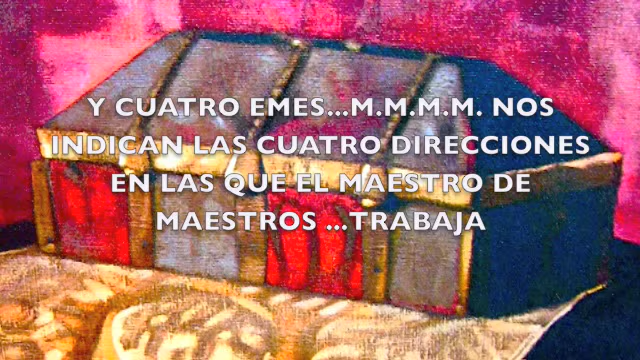 Y CUATRO EMES...M.M.M.M. NOS
INDICAN LAS CUATRO DIRECCIONES
EN LAS QUE EL MAESTRO DE
MAESTROS ...TRABAJA